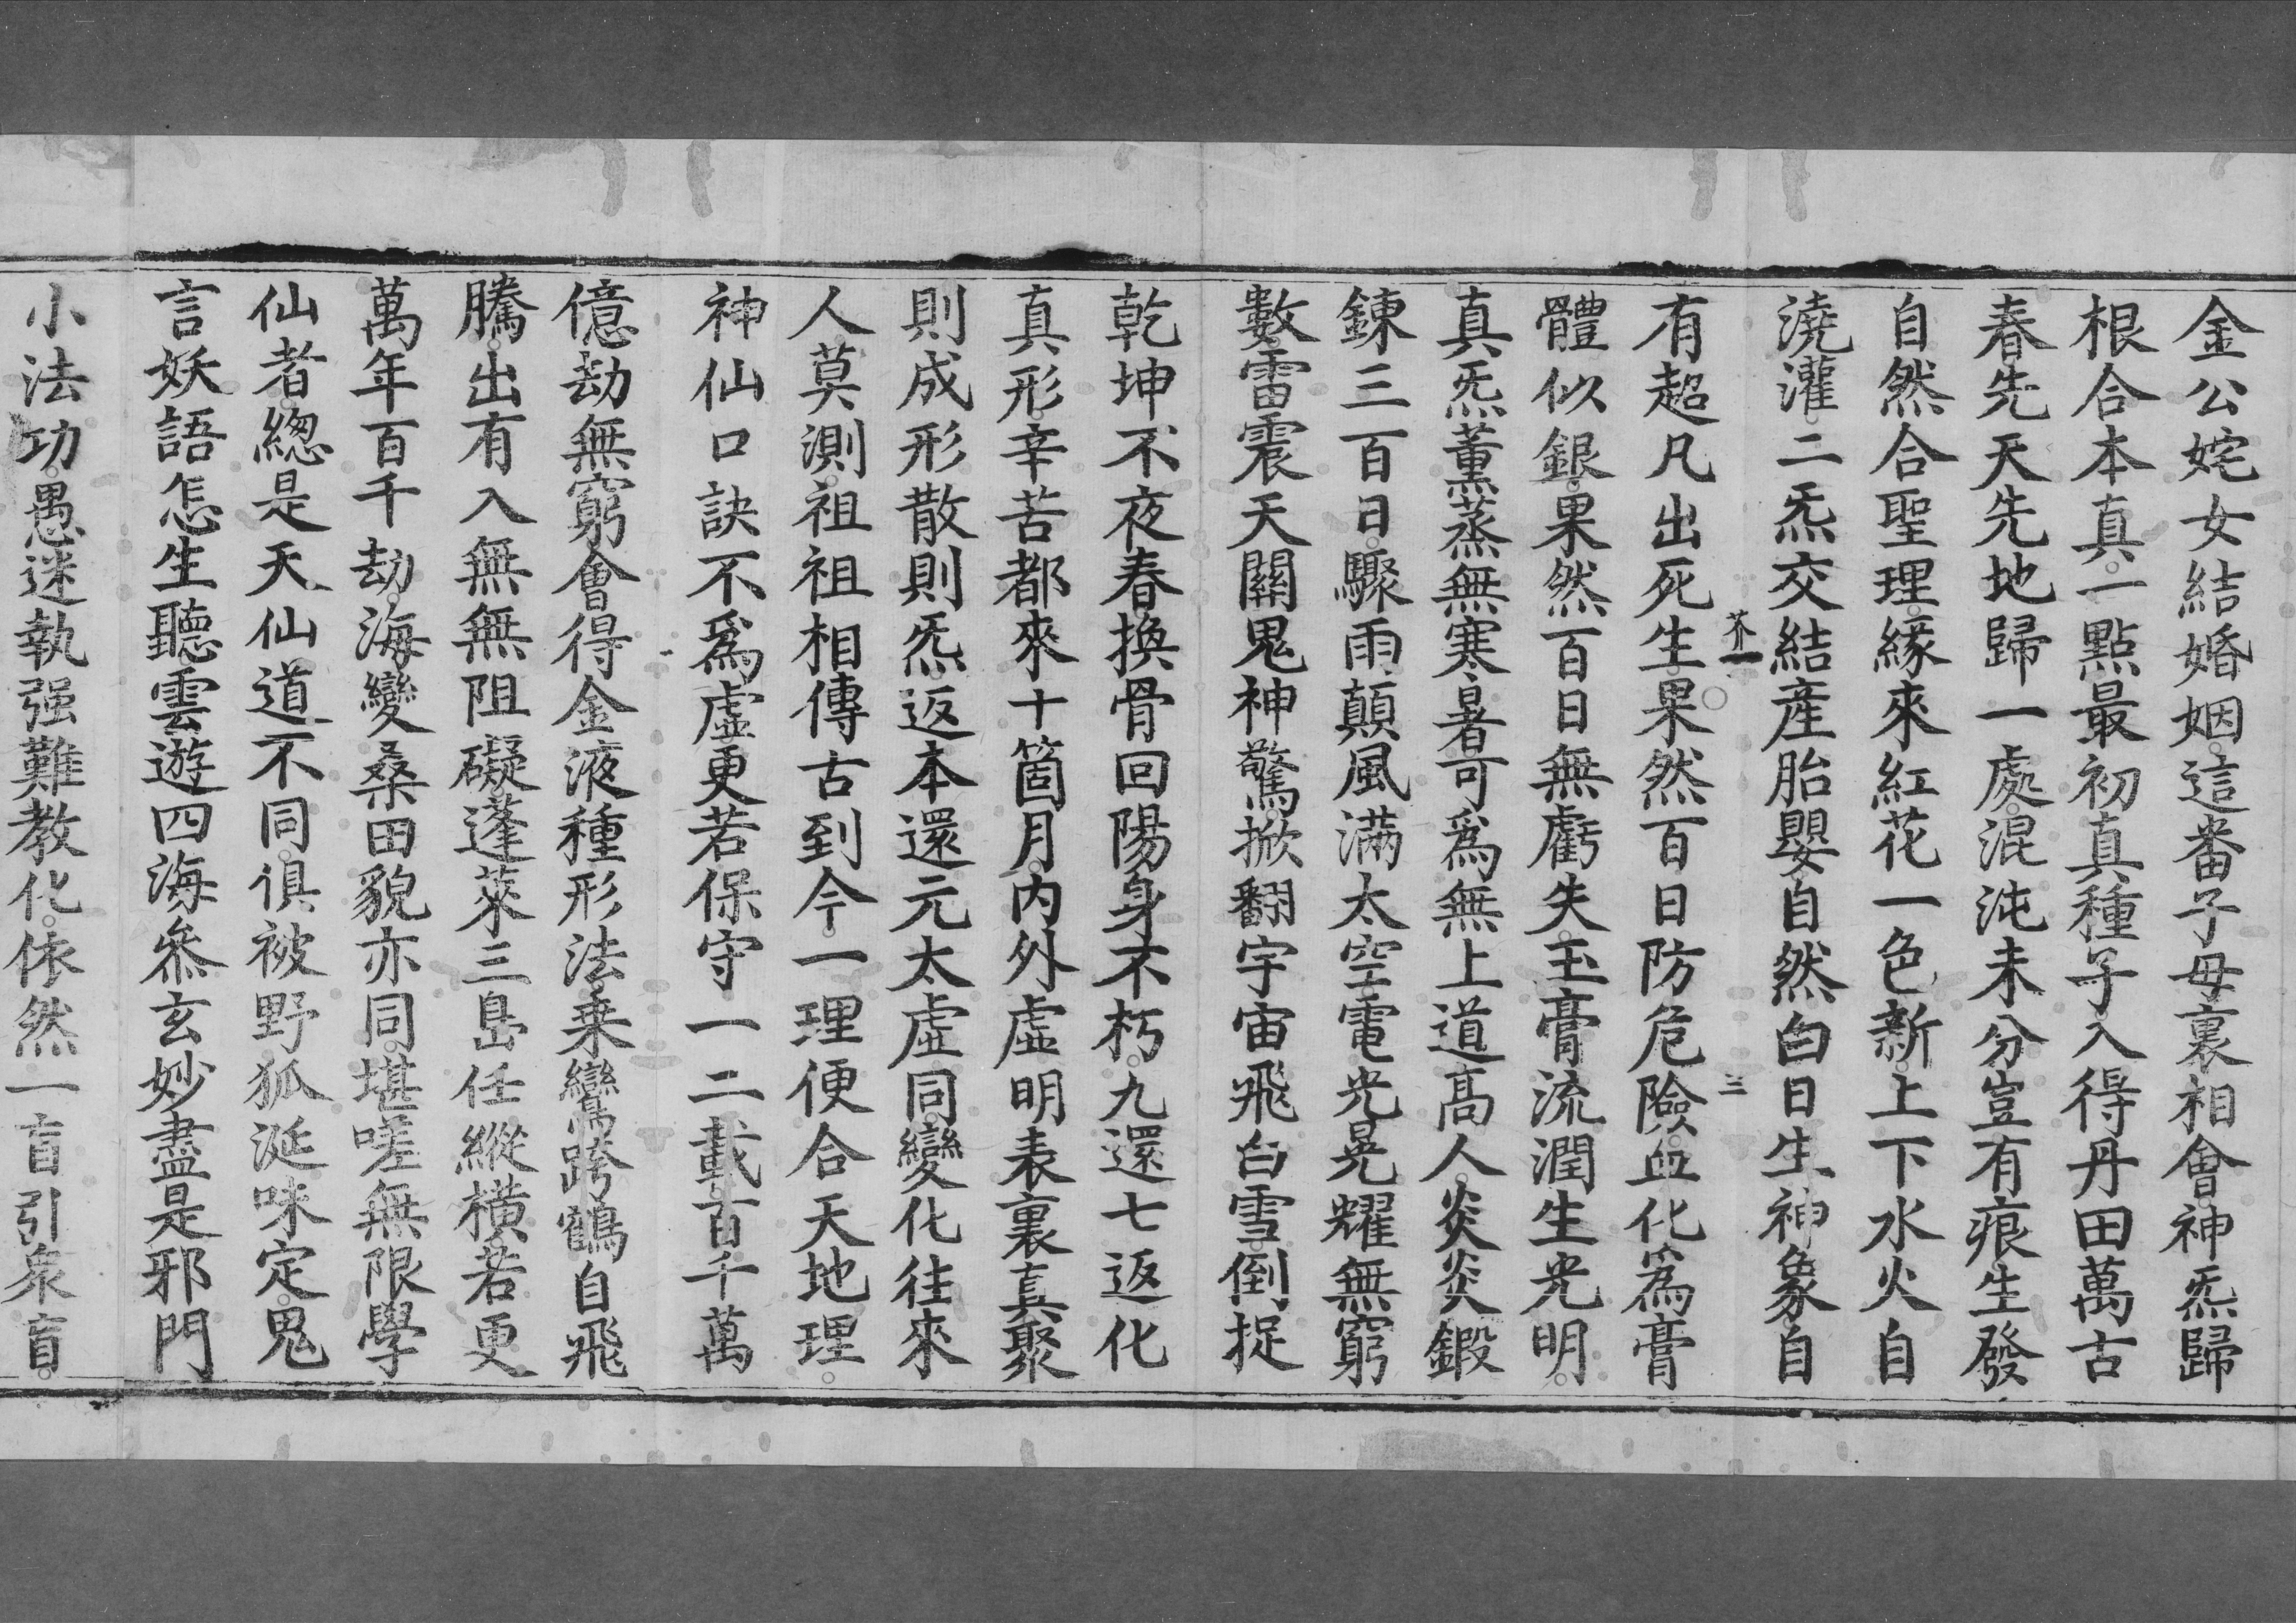 金公姹女結婚姻這畨子母裏相會神炁歸
根合本真一點最初真種子入得丹田萬古
春先天先地歸一處混沌未分豈有痕生發
自然合聖理緣來紅花一色新上下水火自
澆灌二炁交結産胎嬰自然白日生神象自
芥一 三
有超凡出死生果然百日防危險血化爲膏
體似銀果然百日無虧失玉膏流潤生光明
真炁薰蒸無寒暑可爲無上道高人炎炎鍛
鍊三百日驟雨顛風滿太空電光晃耀無窮
數雷震天關鬼神驚掀翻宇宙飛白雪倒捉
乾坤不夜春換骨回陽身不朽九還七返化
真形辛苦都來十箇月内外虛明表裏真聚
則成形散則炁返本還元太虛同變化徃來
人莫測祖祖相傳古到今一理便合天地理
神仙口訣不爲虛更若保守一二載百千萬
億劫無窮會得金液種形法乗鸞跨鶴自飛
騰出有入無無阻礙蓬萊三島任縱横若更
萬年百千劫海變桑田貌亦同堪嗟無限學
仙者緫是天仙道不同俱被野狐涎味定鬼
言妖語怎生聽雲遊四海叅玄妙盡是邪門
小法功愚迷執强難教化依然一盲引衆盲